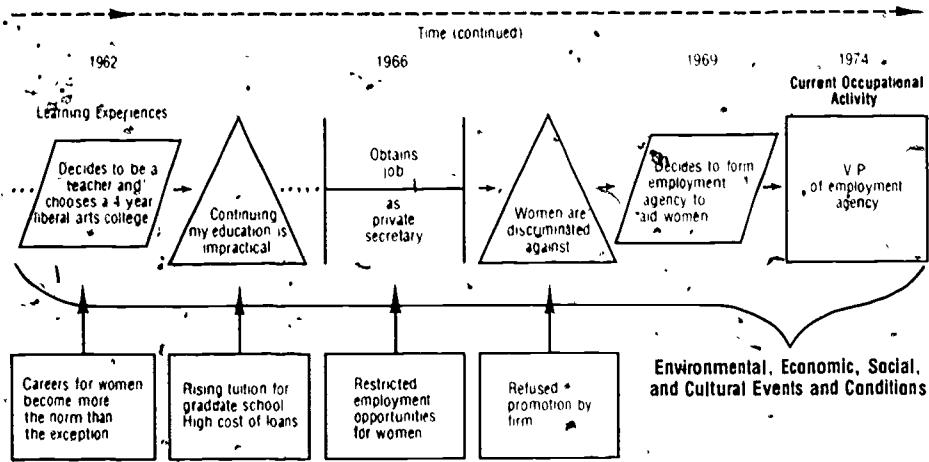 Time (continued)
1962
1966
1969
1974
Learning Experiences
Current Occupational
Activity
Decides to be a
teacher and
chooses a 4 year
liberal arts college
Continuing
my education is
impractical
Obtains
job
as
private
secretary
Women are
discuminated
against
Decides to form
employment
agency to
aid women
V P
of employment
agency
Careers for women
become more
the norm than
the exception
Rising tuition for
graduate school
High cost of loans
Restricted
employment
opportunities
for women
Refused
promotion by
firm
Environmental, Economic, Social,
and Cultural Events and Conditions